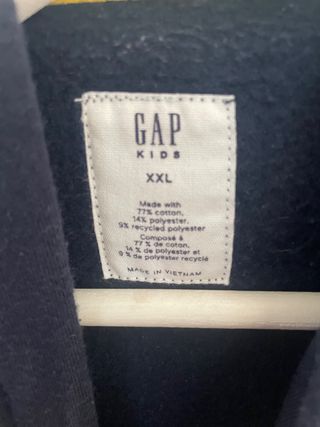 GAP
KIDS
XXL
Made with
77% cotton,
14% polyester,
9% recycled polyester
Composé à
77 % de coton,
14 % de polyester et
9 % de polyester recyclé
MADE IN VIETNAM